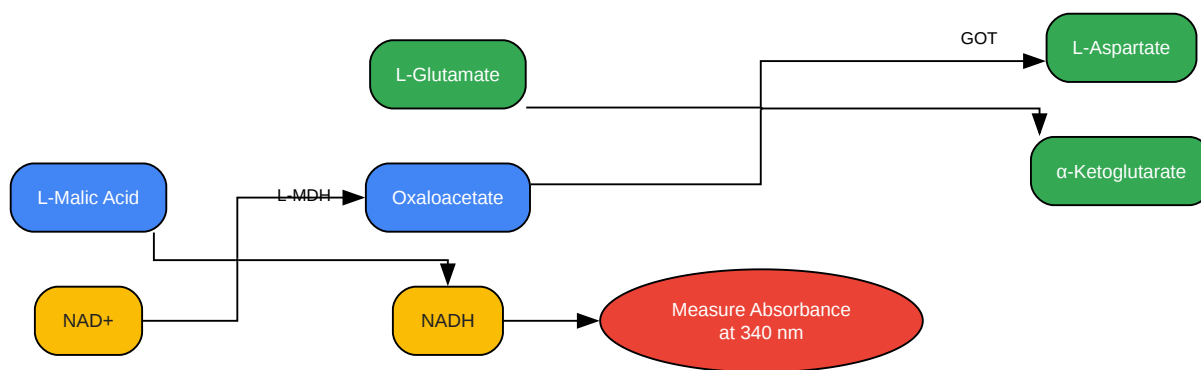 GOT
L-Aspartate
L-Glutamate
α-Ketoglutarate
L-Malic Acid
L-MDH
Oxaloacetate
NAD+
NADH
Measure Absorbance
at 340 nm